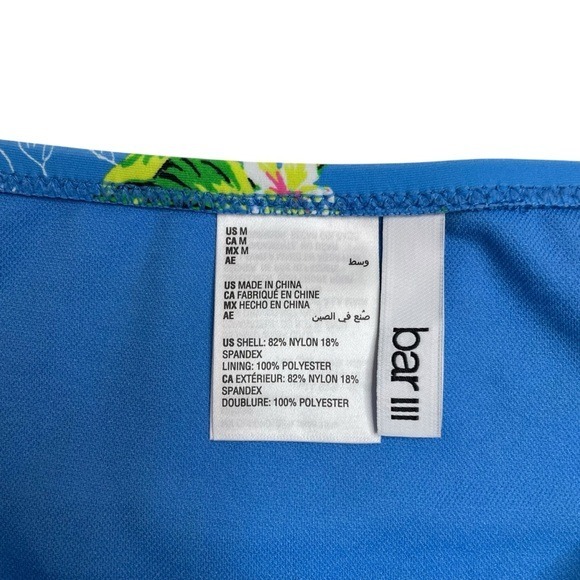 US M
CA M
MX M
AE وسط
US MADE IN CHINA
CA FABRIQUÉ EN CHINE
MX HECHO EN CHINA
AE صُنع في الصين
US SHELL: 82% NYLON 18%
SPANDEX
LINING: 100% POLYESTER
CA EXTÉRIEUR: 82% NYLON 18%
SPANDEX
DOUBLURE: 100% POLYESTER
bar III